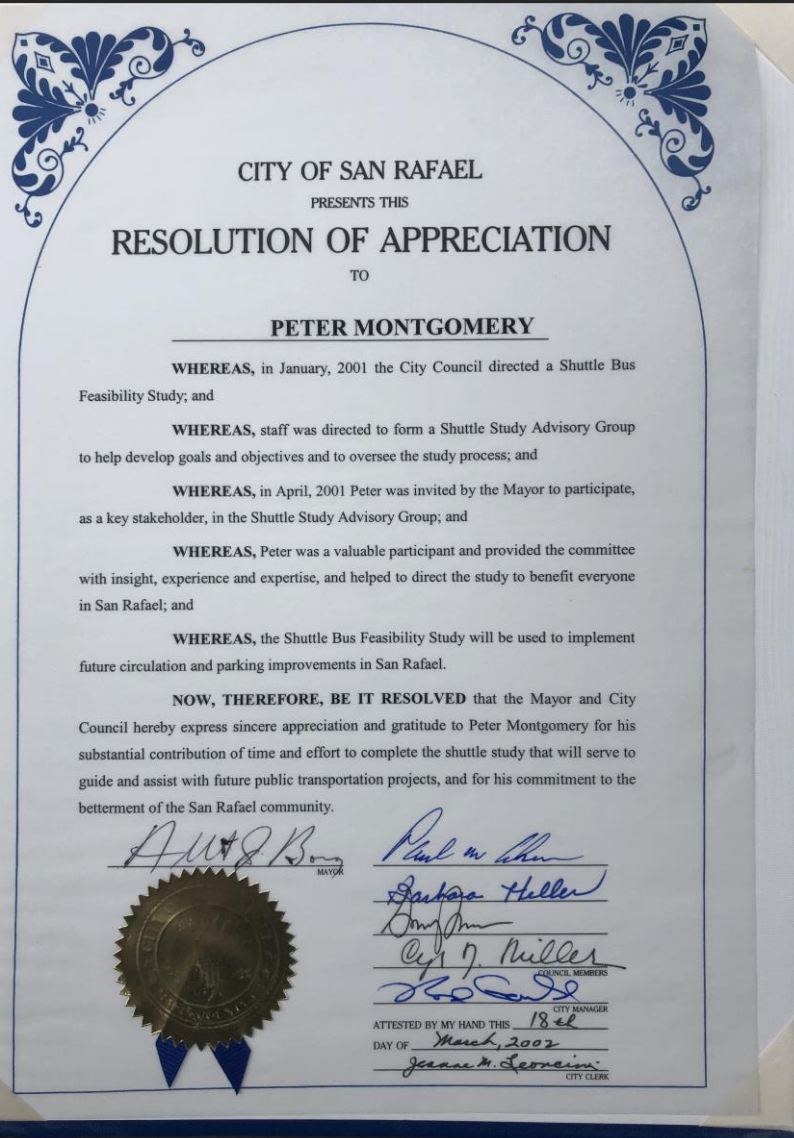 CITY OF SAN RAFAEL
PRESENTS THIS
RESOLUTION OF APPRECIATION
TO
PETER MONTGOMERY
WHEREAS, in January, 2001 the City Council directed a Shuttle Bus
Feasibility Study; and
WHEREAS, staff was directed to form a Shuttle Study Advisory Group
to help develop goals and objectives and to oversee the study process; and
WHEREAS, in April, 2001 Peter was invited by the Mayor to participate,
as a key stakeholder, in the Shuttle Study Advisory Group; and
WHEREAS, Peter was a valuable participant and provided the committee
with insight, experience and expertise, and helped to direct the study to benefit everyone
in San Rafael; and
WHEREAS, the Shuttle Bus Feasibility Study will be used to implement
future circulation and parking improvements in San Rafael.
NOW, THEREFORE, BE IT RESOLVED that the Mayor and City
Council hereby express sincere appreciation and gratitude to Peter Montgomery for his
substantial contribution of time and effort to complete the shuttle study that will serve to
guide and assist with future public transportation projects, and for his commitment to the
betterment of the San Rafael community.
MAYOR
Paul M
Barbara Heller
Miller
COUNCIL MEMBERS
CITY MANAGER
ATTESTED BY MY HAND THIS 18th
DAY OF March, 2002
Jeanne M. Leoncini
CITY CLERK